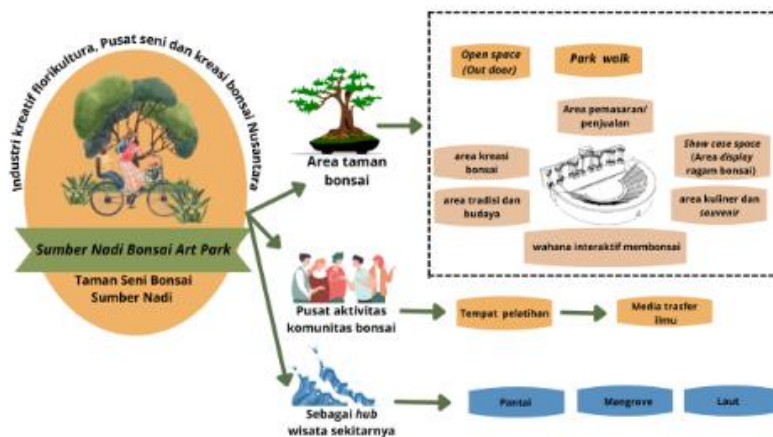 Industri kreatif florikultura, Pusat seni dan kreasi bonsai Nusantara
Sumber Nadi Bonsai Art Park
Taman Seni Bonsai
Sumber Nadi
Area taman
bonsai
Open space
(Out door)
Park walk
Area pemasaran/
penjualan
area kreasi
bonsai
Show case space
(Area display
ragam bonsai)
area tradisi dan
budaya
area kuliner dan
souvenir
wahana interaktif membonsai
Pusat aktivitas
komunitas bonsai
Tempat pelatihan
Media trasfer
ilmu
Sebagai hub
wisata sekitarnya
Pantai
Mangrove
Laut